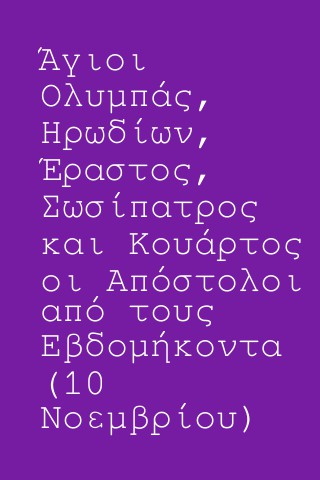 Άγιοι
Ολυμπάς,
Ηρωδίων,
Έραστος,
Σωσίπατρος
και Κουάρτος
οι Απόστολοι
από τους
Εβδομήκοντα
(10
Νοεμβρίου)